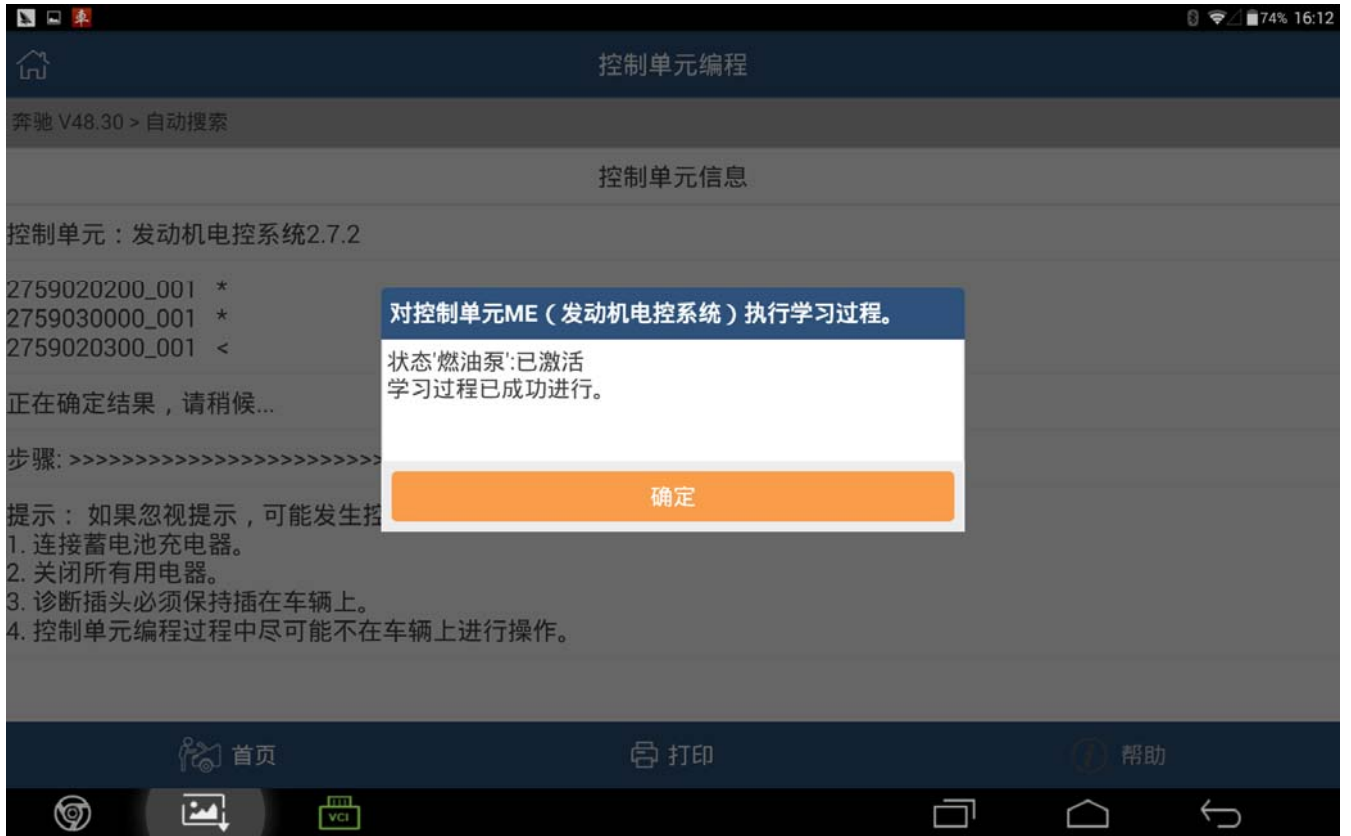 車
74% 16:12
控制单元编程
奔驰 V48.30 > 自动搜索
控制单元信息
控制单元：发动机电控系统2.7.2
2759020200_001 *
2759030000_001 *
2759020300_001 <
对控制单元ME（发动机电控系统）执行学习过程。
状态'燃油泵':已激活
学习过程已成功进行。
确定
正在确定结果，请稍候...
步骤: >>>>>>>>>>>>>>>>>>>>>>>>
提示： 如果忽视提示，可能发生控
1. 连接蓄电池充电器。
2. 关闭所有用电器。
3. 诊断插头必须保持插在车辆上。
4. 控制单元编程过程中尽可能不在车辆上进行操作。
首页
打印
帮助
VCI